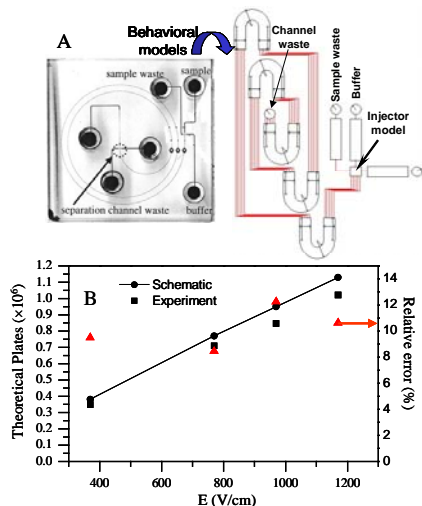 A
Behavioral
models
sample waste
sample
separation channel waste
buffer
Channel
waste
Sample waste
Buffer
Injector
model
B
Schematic
Experiment
Theoretical Plates (×10⁶)
1.2
1.1
1.0
0.9
0.8
0.7
0.6
0.5
0.4
0.3
0.2
0.1
0.0
14
12
10
8
6
4
2
0
Relative error (%)
400 600 800 1000 1200
E (V/cm)